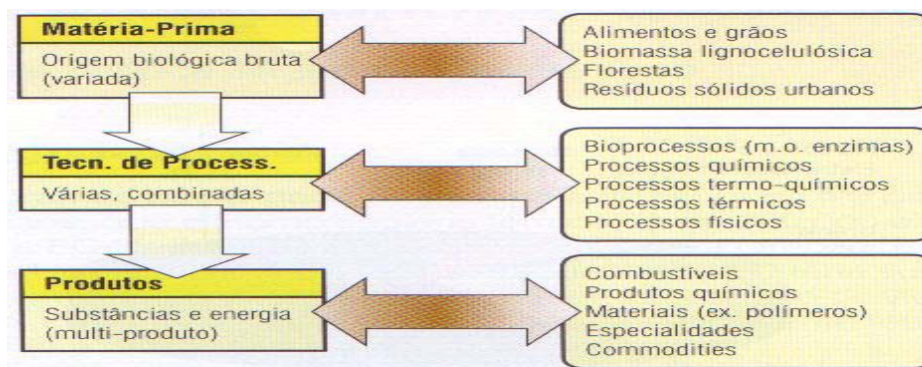 Matéria-Prima
Origem biológica bruta
(variada)
Alimentos e grãos
Biomassa lignocelulósica
Florestas
Resíduos sólidos urbanos
Tecn. de Process.
Várias, combinadas
Bioprocessos (m.o. enzimas)
Processos químicos
Processos termo-químicos
Processos térmicos
Processos físicos
Produtos
Substâncias e energia
(multi-produto)
Combustíveis
Produtos químicos
Materiais (ex. polímeros)
Especialidades
Commodities